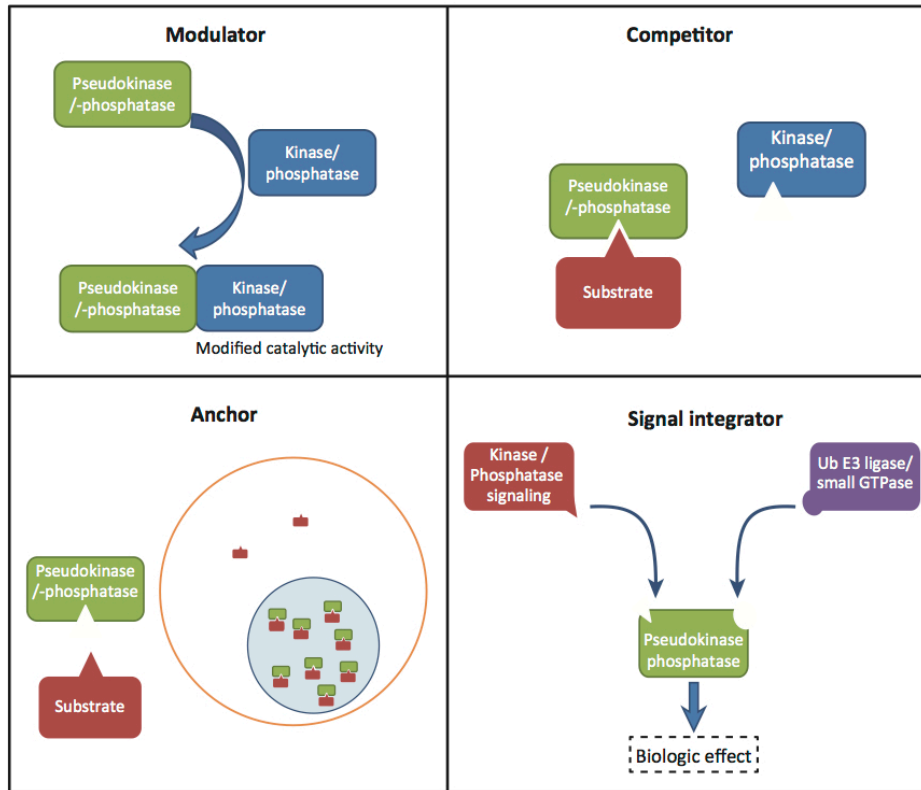 Modulator
Pseudokinase
/-phosphatase
Kinase/
phosphatase
Pseudokinase
/-phosphatase
Kinase/
phosphatase
Modified catalytic activity
Competitor
Kinase/
phosphatase
Pseudokinase
/-phosphatase
Substrate
Anchor
Pseudokinase
/-phosphatase
Substrate
Signal integrator
Kinase /
Phosphatase
signaling
Ub E3 ligase/
small GTPase
Pseudokinase
phosphatase
Biologic effect